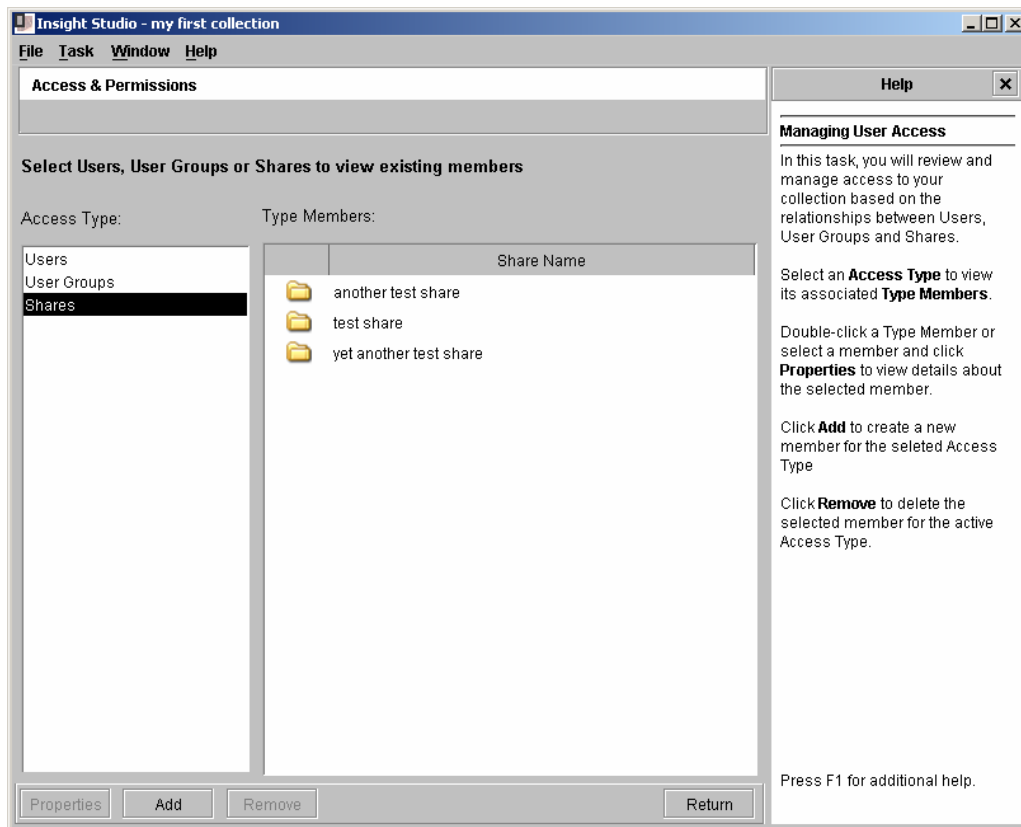 Insight Studio - my first collection
File Task Window Help
Access & Permissions
Select Users, User Groups or Shares to view existing members
Access Type:
Users
User Groups
Shares
Type Members:
Share Name
another test share
test share
yet another test share
Properties
Add
Remove
Return
Help
Managing User Access
In this task, you will review and
manage access to your
collection based on the
relationships between Users,
User Groups and Shares.
Select an Access Type to view
its associated Type Members.
Double-click a Type Member or
select a member and click
Properties to view details about
the selected member.
Click Add to create a new
member for the seleted Access
Type
Click Remove to delete the
selected member for the active
Access Type.
Press F1 for additional help.